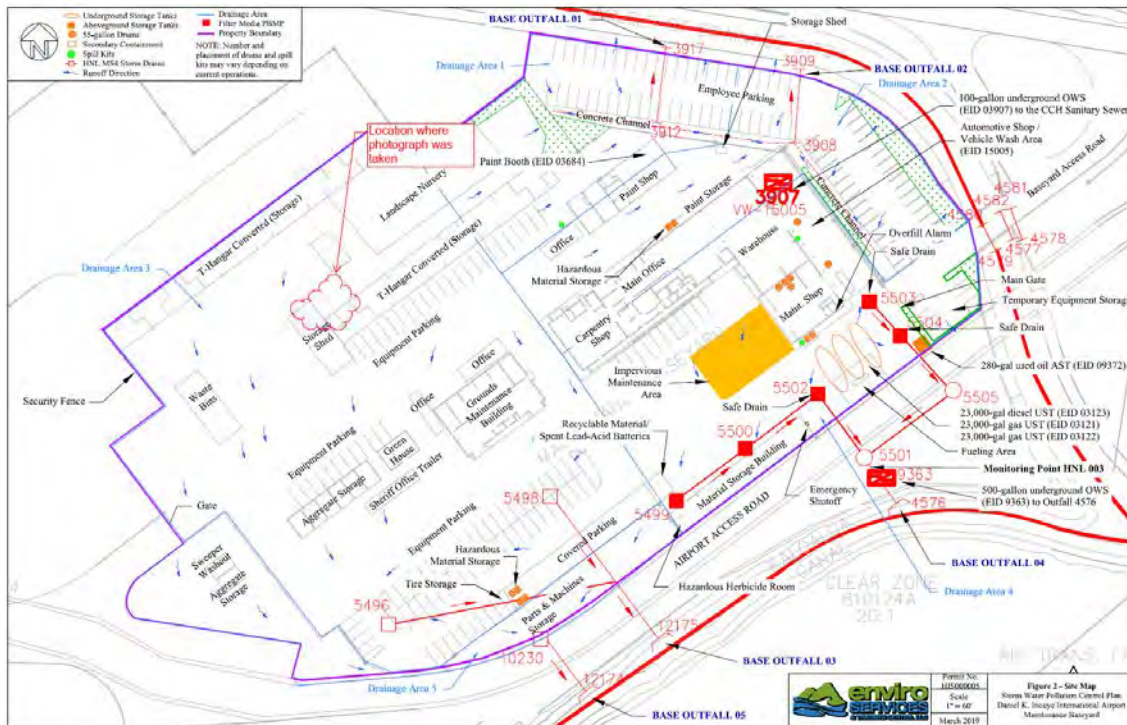 Underground Storage Tanks
Aboveground Storage Tanks
55-gallon Drums
Secondary Containment
Spill Kits
HNL MS4 Storm Drains
Runoff Direction
Drainage Area
Filter Media PBMP
Property Boundary
NOTE: Number and
placement of drums and spill
kits may vary depending on
current operations.
N
BASE OUTFALL 01
3917
Storage Shed
3909
BASE OUTFALL 02
Drainage Area 1
Employee Parking
Drainage Area 2
Concrete Channel
3912
3908
100-gallon underground OWS
(EID 03907) to the CCH Sanitary Sewer
Automotive Shop /
Vehicle Wash Area
(EID 15005)
Location where
photograph was
taken
Paint Booth (EID 03684)
Landscape Nursery
Paint Shop
Paint Storage
3907
VW-15005
Concrete Channel
Baseyard Access Road
4581
4582
4578
4577
4579
T-Hangar Converted (Storage)
T-Hangar Converted (Storage)
Office
Warehouse
Overfill Alarm
Safe Drain
Main Gate
Temporary Equipment Storage
Drainage Area 3
Hazardous
Material Storage
Main Office
Maint. Shop
5503
Safe Drain
Storage
Shed
Equipment Parking
Carpentry
Shop
Impervious
Maintenance
Area
280-gal used oil AST (EID 09372)
Security Fence
Waste
Bins
Office
Grounds
Maintenance
Building
Office
Safe Drain
5502
5505
23,000-gal diesel UST (EID 03123)
23,000-gal gas UST (EID 03121)
23,000-gal gas UST (EID 03122)
Fueling Area
Recyclable Material/
Spent Lead-Acid Batteries
5500
5501
Monitoring Point HNL 003
9363
500-gallon underground OWS
(EID 9363) to Outfall 4576
Equipment Parking
Green
House
Aggregate Storage
Sheriff Office Trailer
Material Storage Building
Emergency
Shutoff
Gate
5498
5499
4576
Equipment Parking
Covered Parking
AIRPORT ACCESS ROAD
BASE OUTFALL 04
Sweeper
Washout
Aggregate
Storage
Hazardous
Material Storage
Tire Storage
Hazardous Herbicide Room
CLEAR ZONE
610124A
Drainage Area 4
5496
Parts & Machines
Storage
12175
10230
BASE OUTFALL 03
Drainage Area 5
12174
BASE OUTFALL 05
enviro
SERVICES
Permit No.
Scale
1" = 60'
March 2019
Figure 2 – Site Map
Storm Water Pollution Control Plan
Daniel K. Inouye International Airport
Maintenance Baseyard